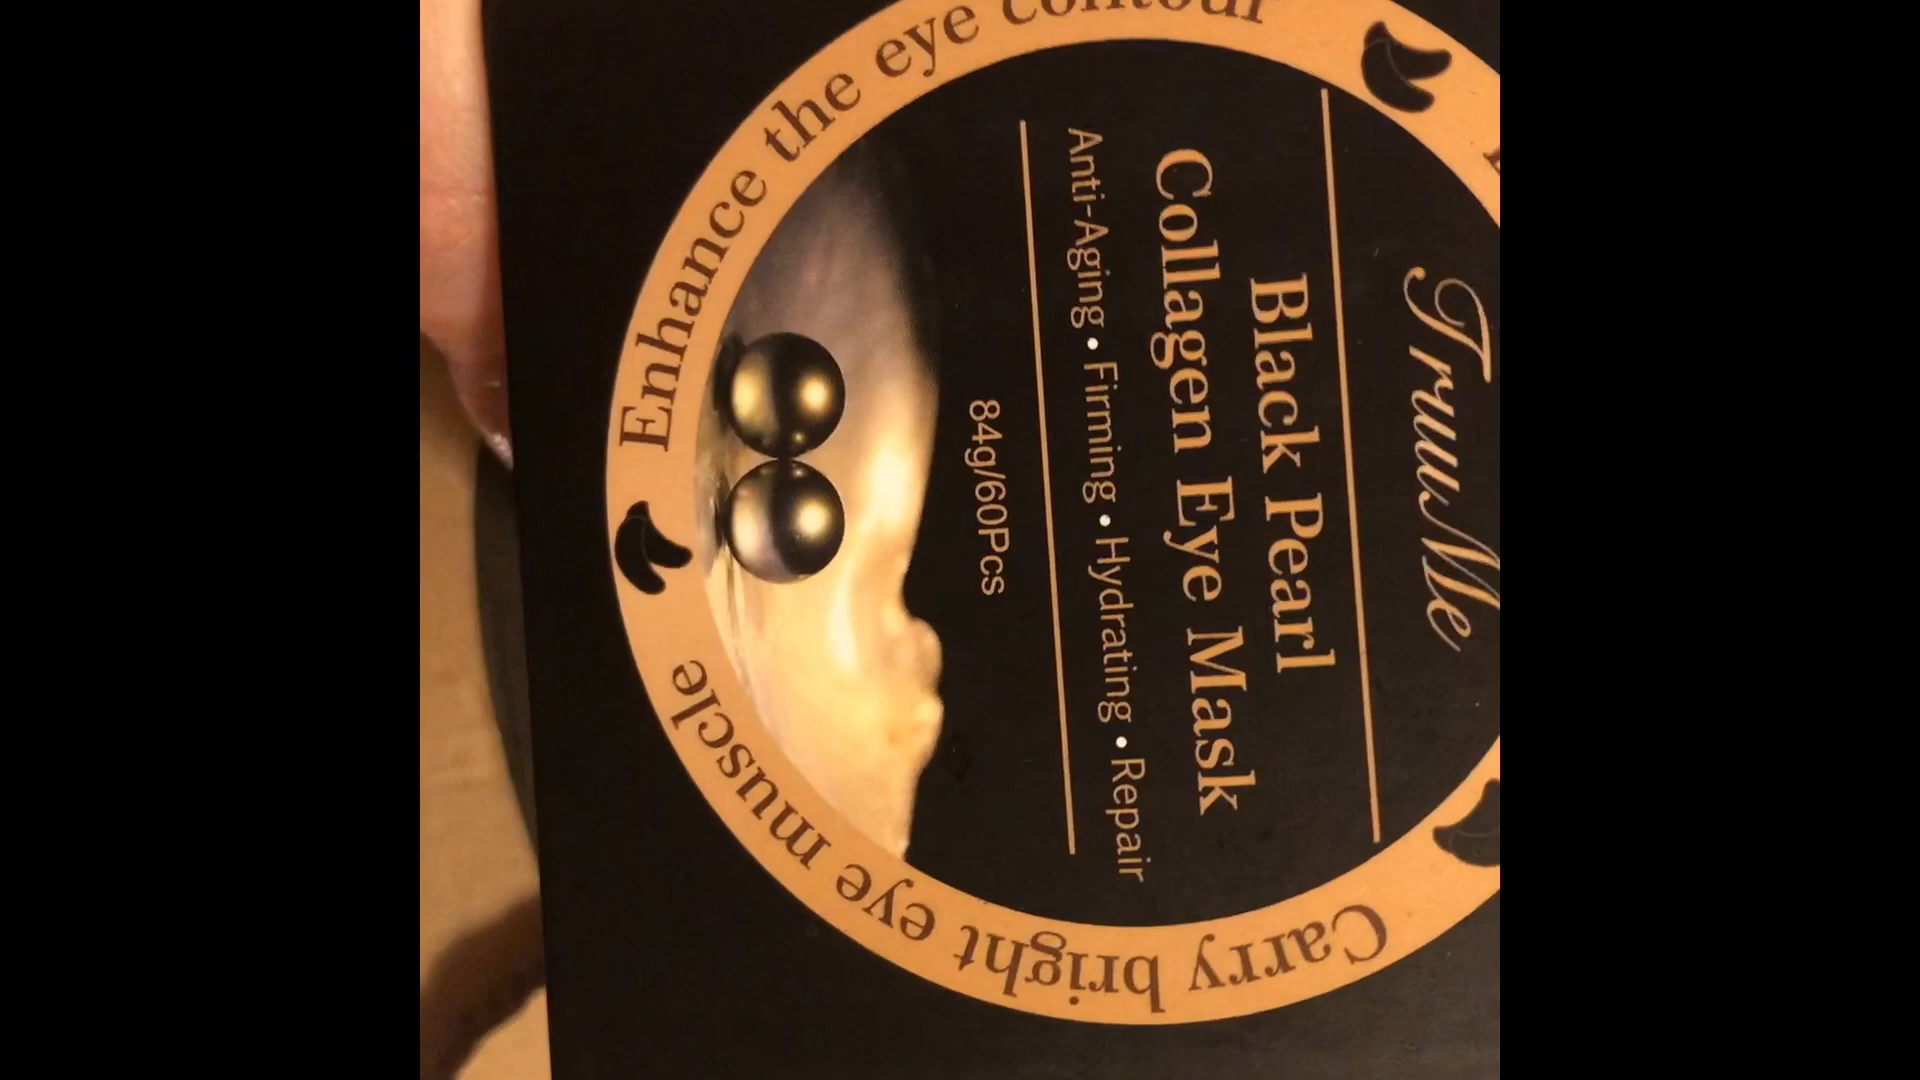 TruuMe
Black Pearl
Collagen Eye Mask
Anti-Aging • Firming • Hydrating • Repair
84g/60Pcs
Enhance the eye contour
Carry bright eye muscle